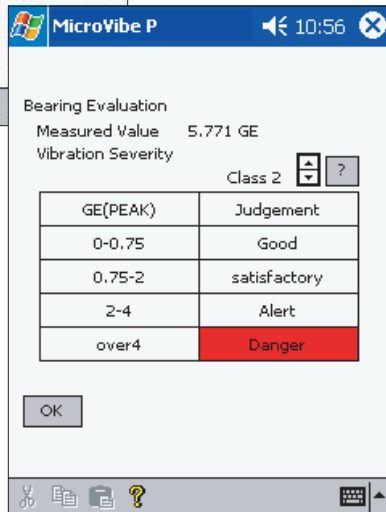 MicroVibe P 10:56
Bearing Evaluation
Measured Value 5.771 GE
Vibration Severity
Class 2 ?
GE(PEAK) Judgement
0-0.75 Good
0.75-2 satisfactory
2-4 Alert
over4 Danger
OK